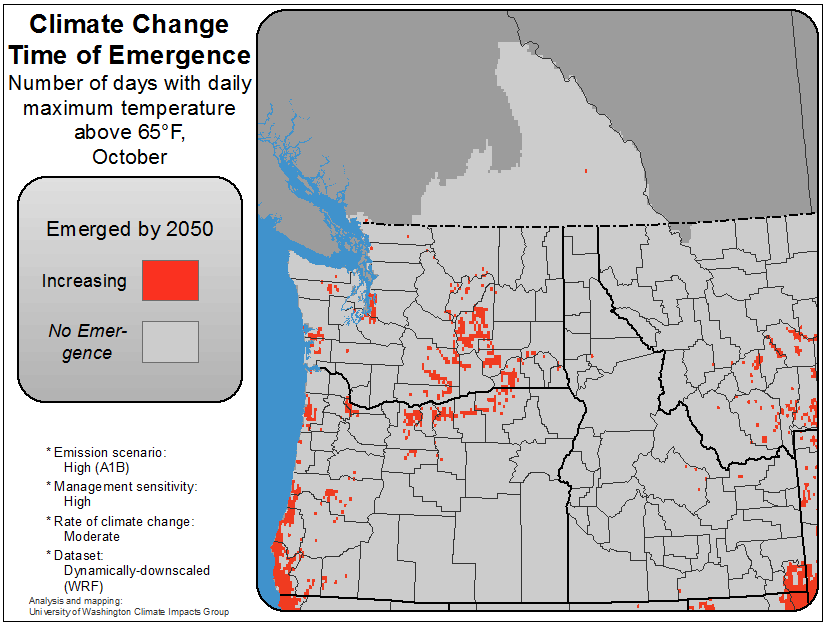 Climate Change
Time of Emergence
Number of days with daily
maximum temperature
above 65°F,
October
Emerged by 2050
Increasing
No Emer-
gence
* Emission scenario:
High (A1B)
* Management sensitivity:
High
* Rate of climate change:
Moderate
* Dataset:
Dynamically-downscaled
(WRF)
Analysis and mapping:
University of Washington Climate Impacts Group